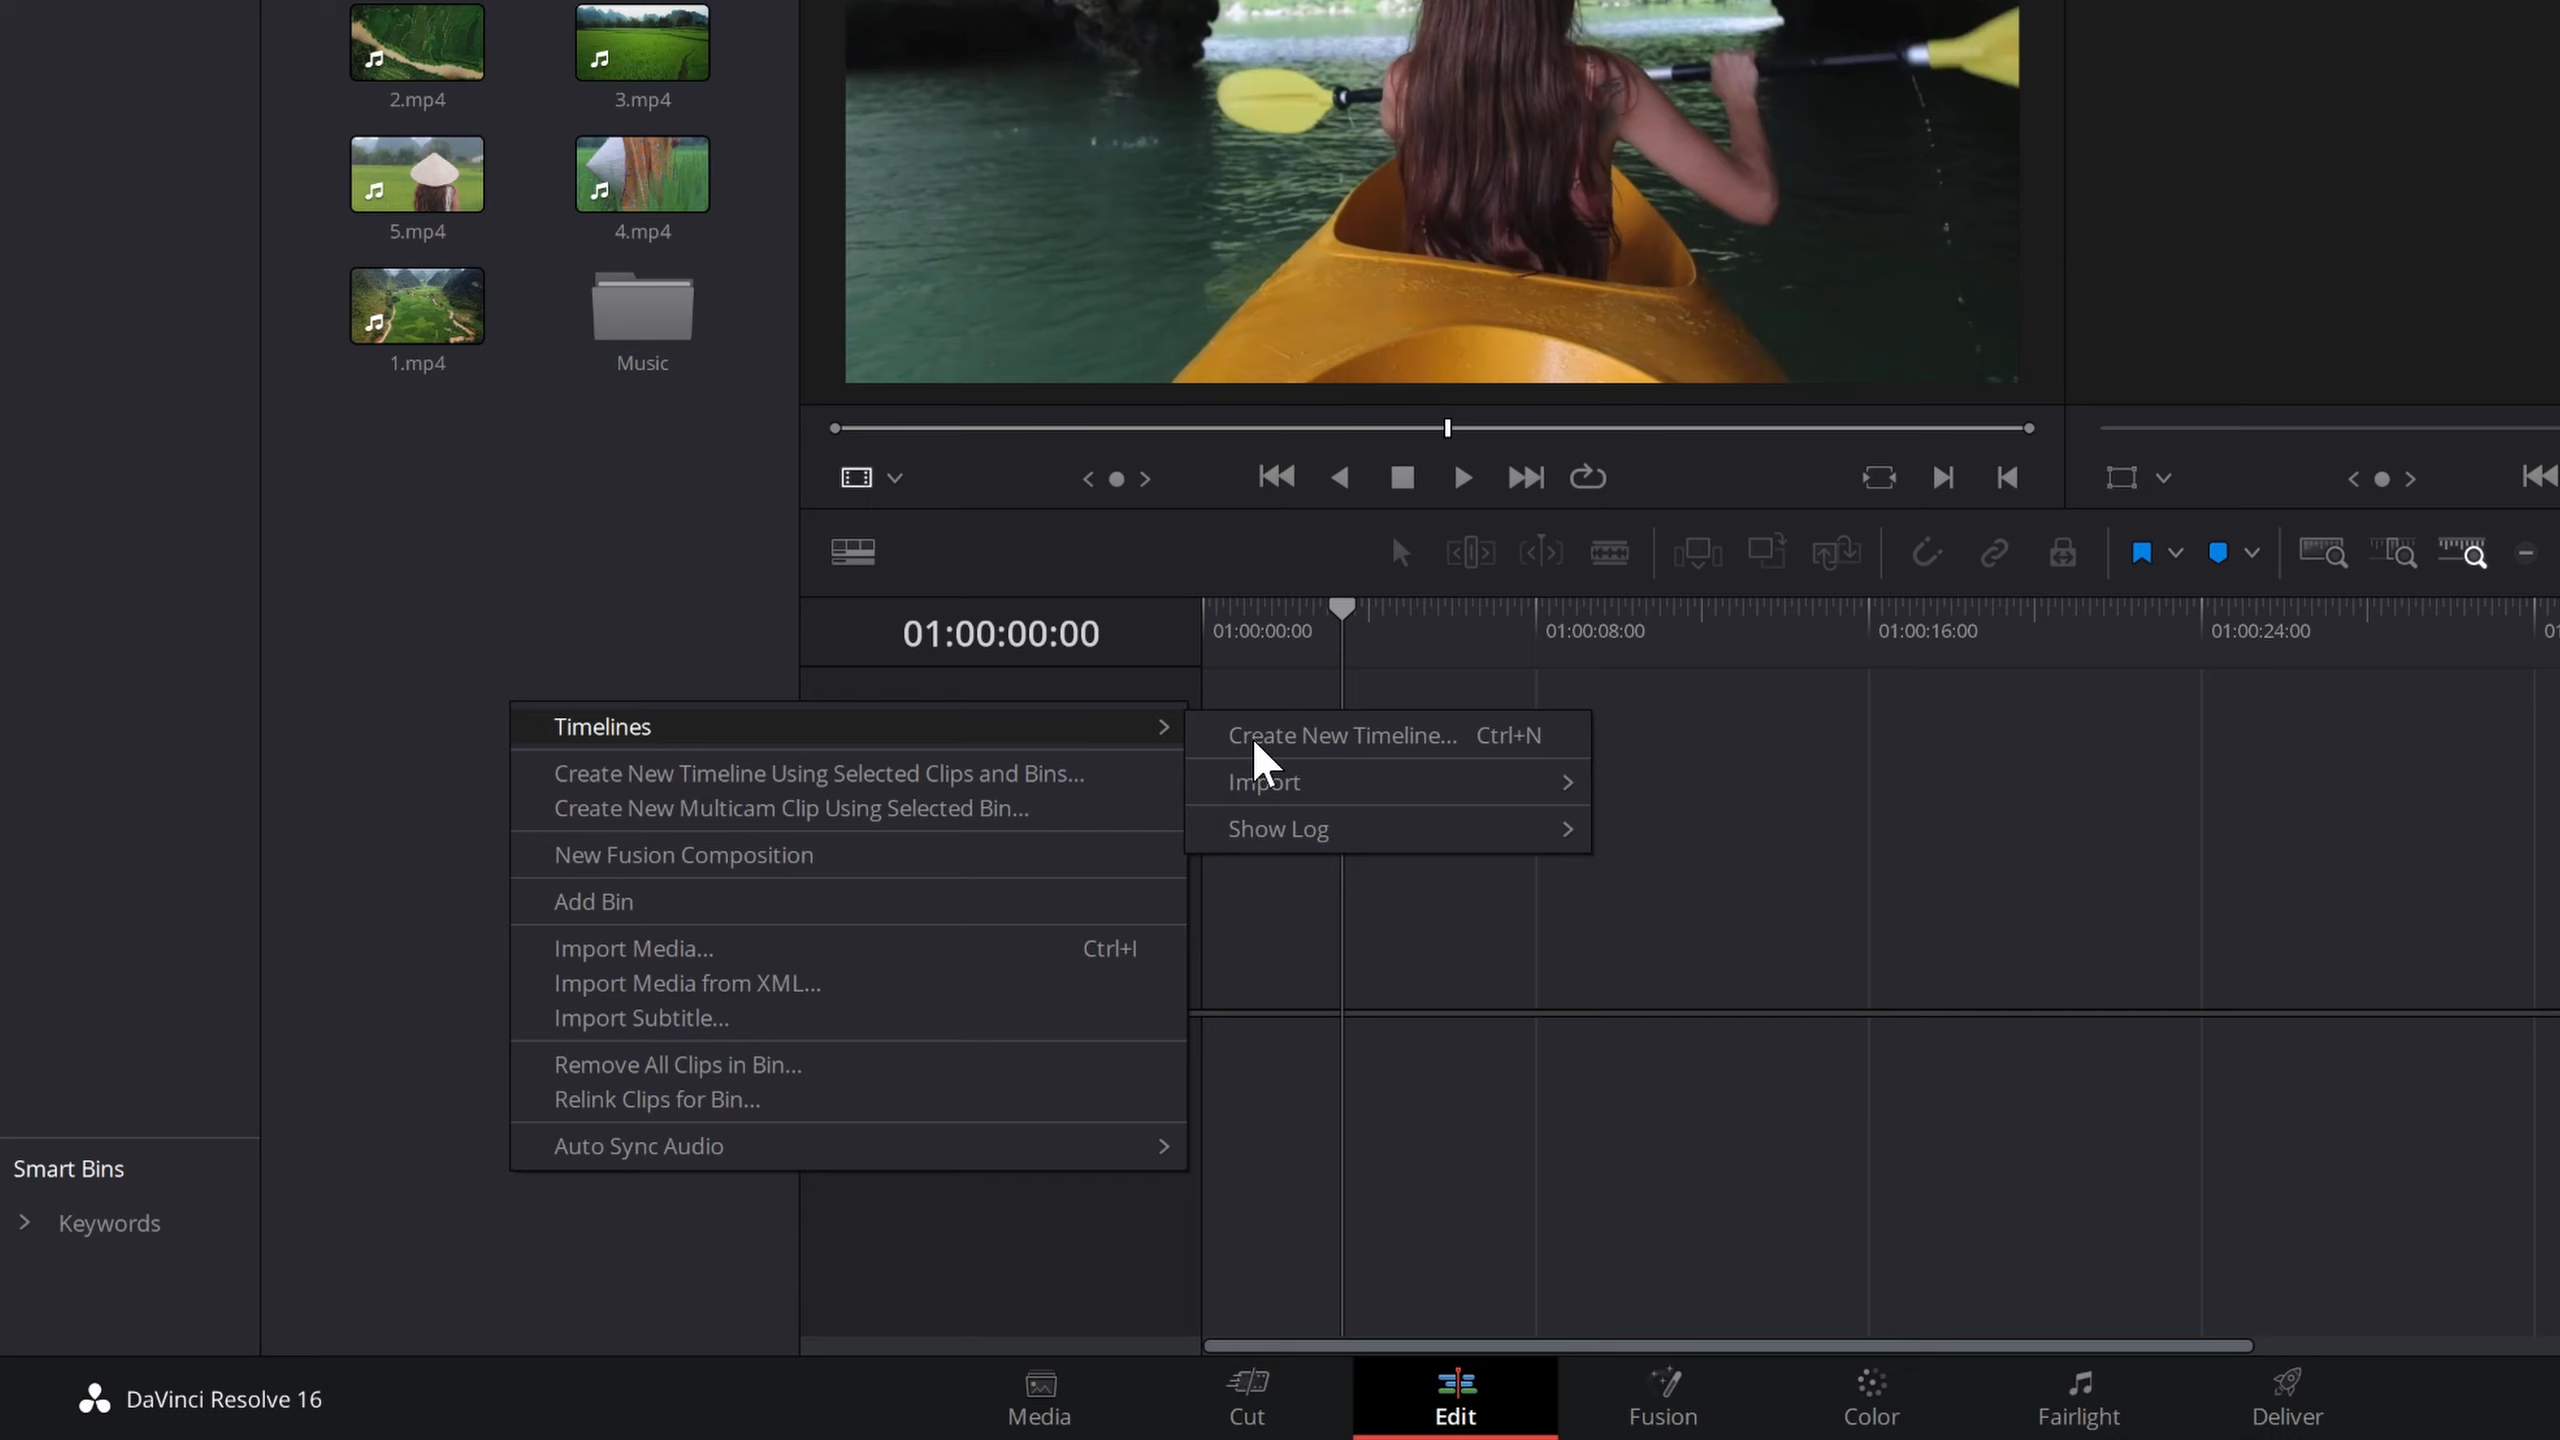 2.mp4
3.mp4
5.mp4
4.mp4
1.mp4
Music
01:00:00:00
01:00:00:00
01:00:08:00
01:00:16:00
01:00:24:00
Timelines
Create New Timeline Using Selected Clips and Bins...
Create New Multicam Clip Using Selected Bin...
New Fusion Composition
Add Bin
Import Media... Ctrl+I
Import Media from XML...
Import Subtitle...
Remove All Clips in Bin...
Relink Clips for Bin...
Auto Sync Audio
Create New Timeline... Ctrl+N
Import
Show Log
Smart Bins
Keywords
DaVinci Resolve 16
Media
Cut
Edit
Fusion
Color
Fairlight
Deliver